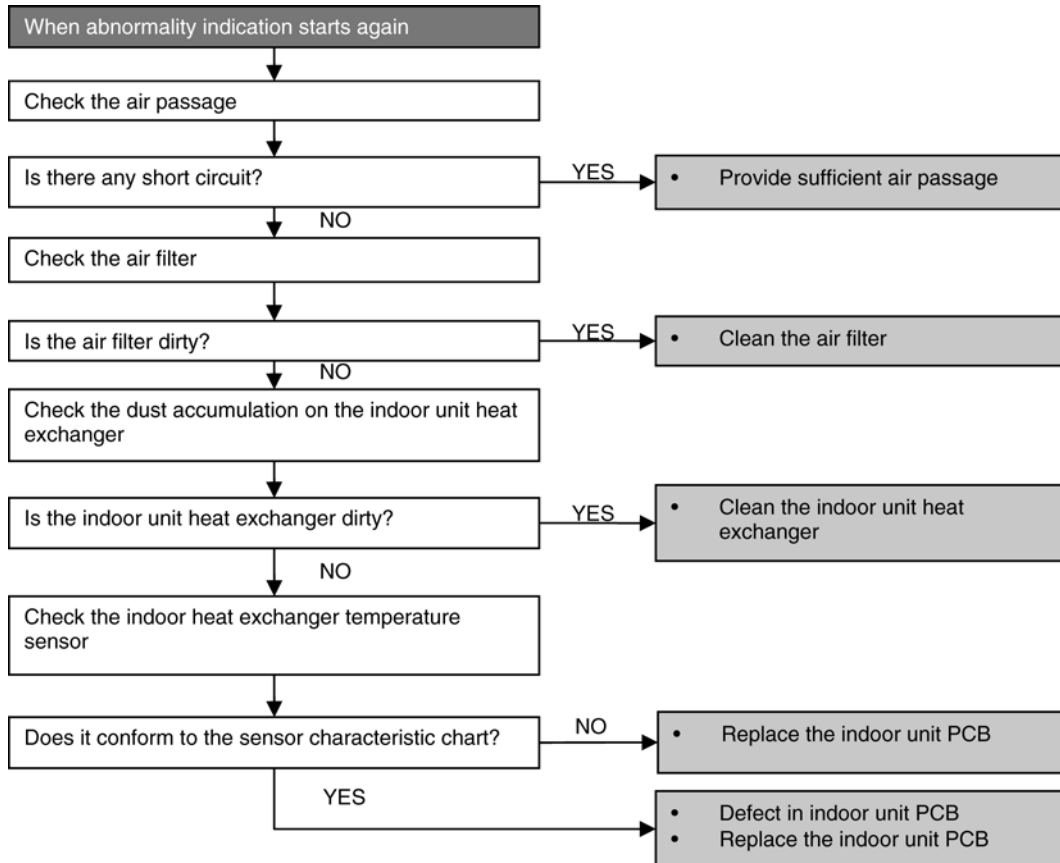 When abnormality indication starts again
Check the air passage
Is there any short circuit?
YES
• Provide sufficient air passage
NO
Check the air filter
Is the air filter dirty?
YES
• Clean the air filter
NO
Check the dust accumulation on the indoor unit heat
exchanger
Is the indoor unit heat exchanger dirty?
YES
• Clean the indoor unit heat
exchanger
NO
Check the indoor heat exchanger temperature
sensor
Does it conform to the sensor characteristic chart?
NO
• Replace the indoor unit PCB
YES
• Defect in indoor unit PCB
• Replace the indoor unit PCB